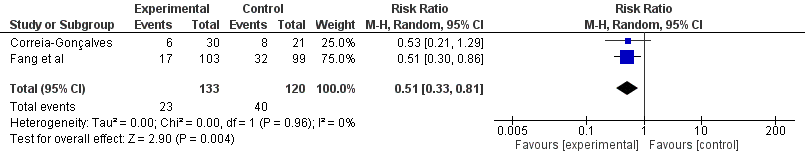 Experimental Control Risk Ratio Risk Ratio
Study or Subgroup Events Total Events Total Weight M-H, Random, 95% CI M-H, Random, 95% CI
Correia-Gonçalves 6 30 8 21 25.0% 0.53 [0.21, 1.29]
Fang et al 17 103 32 99 75.0% 0.51 [0.30, 0.86]
Total (95% CI) 133 120 100.0% 0.51 [0.33, 0.81]
Total events 23 40
Heterogeneity: Tau² = 0.00; Chi² = 0.00, df = 1 (P = 0.96); I² = 0%
Test for overall effect: Z = 2.90 (P = 0.004)
0.005 0.1 1 10 200
Favours [experimental] Favours [control]